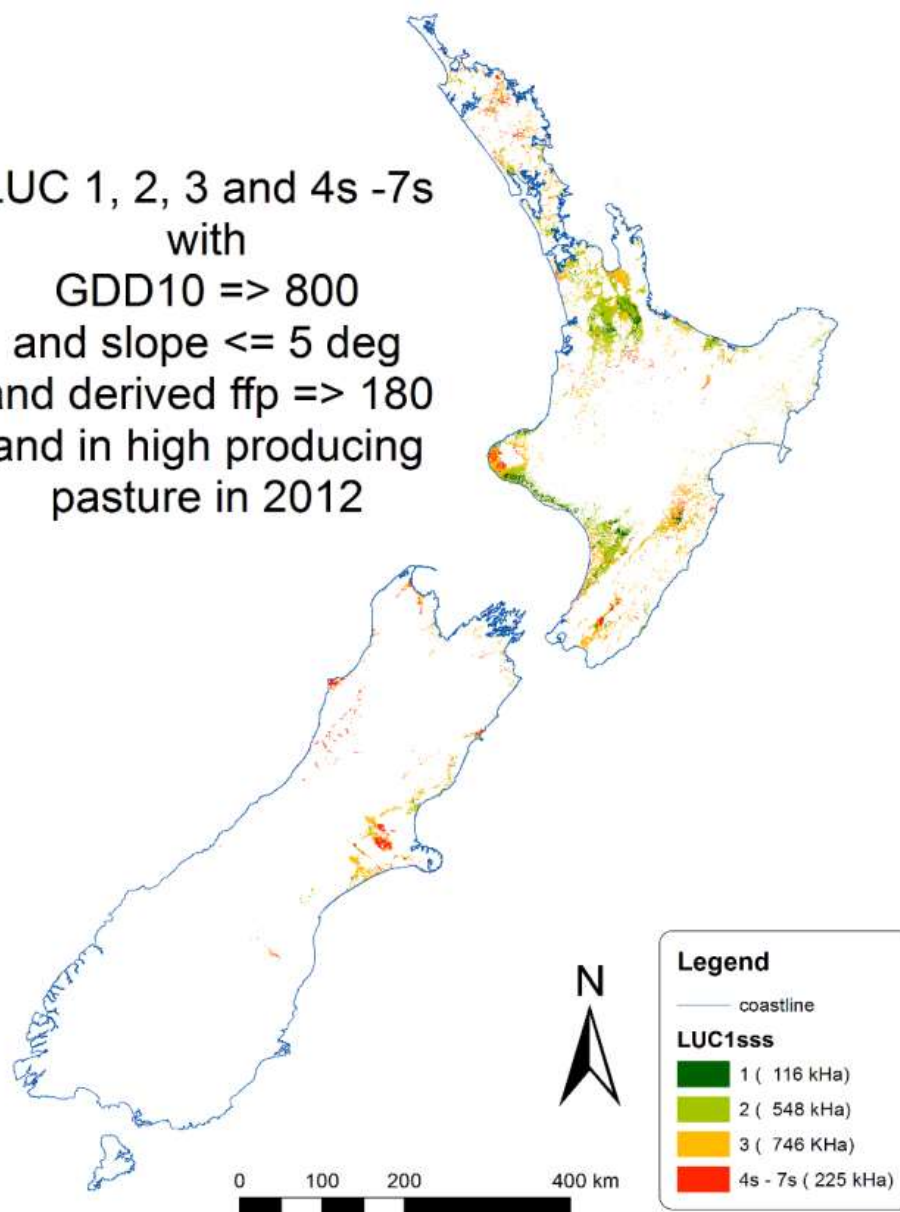 LUC 1, 2, 3 and 4s -7s
with
GDD10 => 800
and slope <= 5 deg
and derived ffp => 180
and in high producing
pasture in 2012
N
Legend
coastline
LUC1sss
1 ( 116 kHa)
2 ( 548 kHa)
3 ( 746 KHa)
4s - 7s ( 225 kHa)
0 100 200 400 km